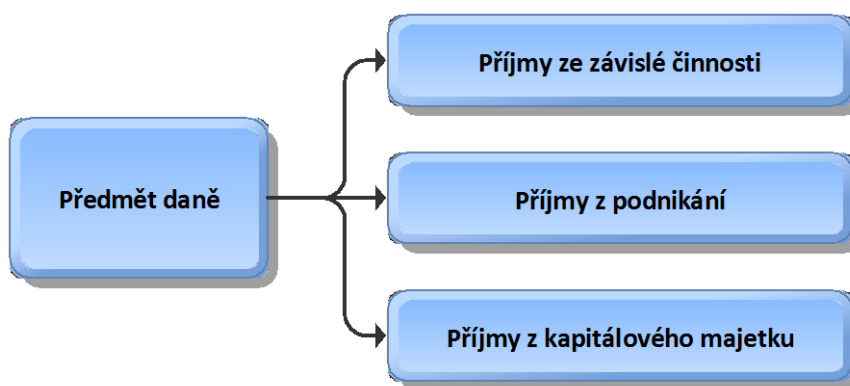 Předmět daně
Příjmy ze závislé činnosti
Příjmy z podnikání
Příjmy z kapitálového majetku